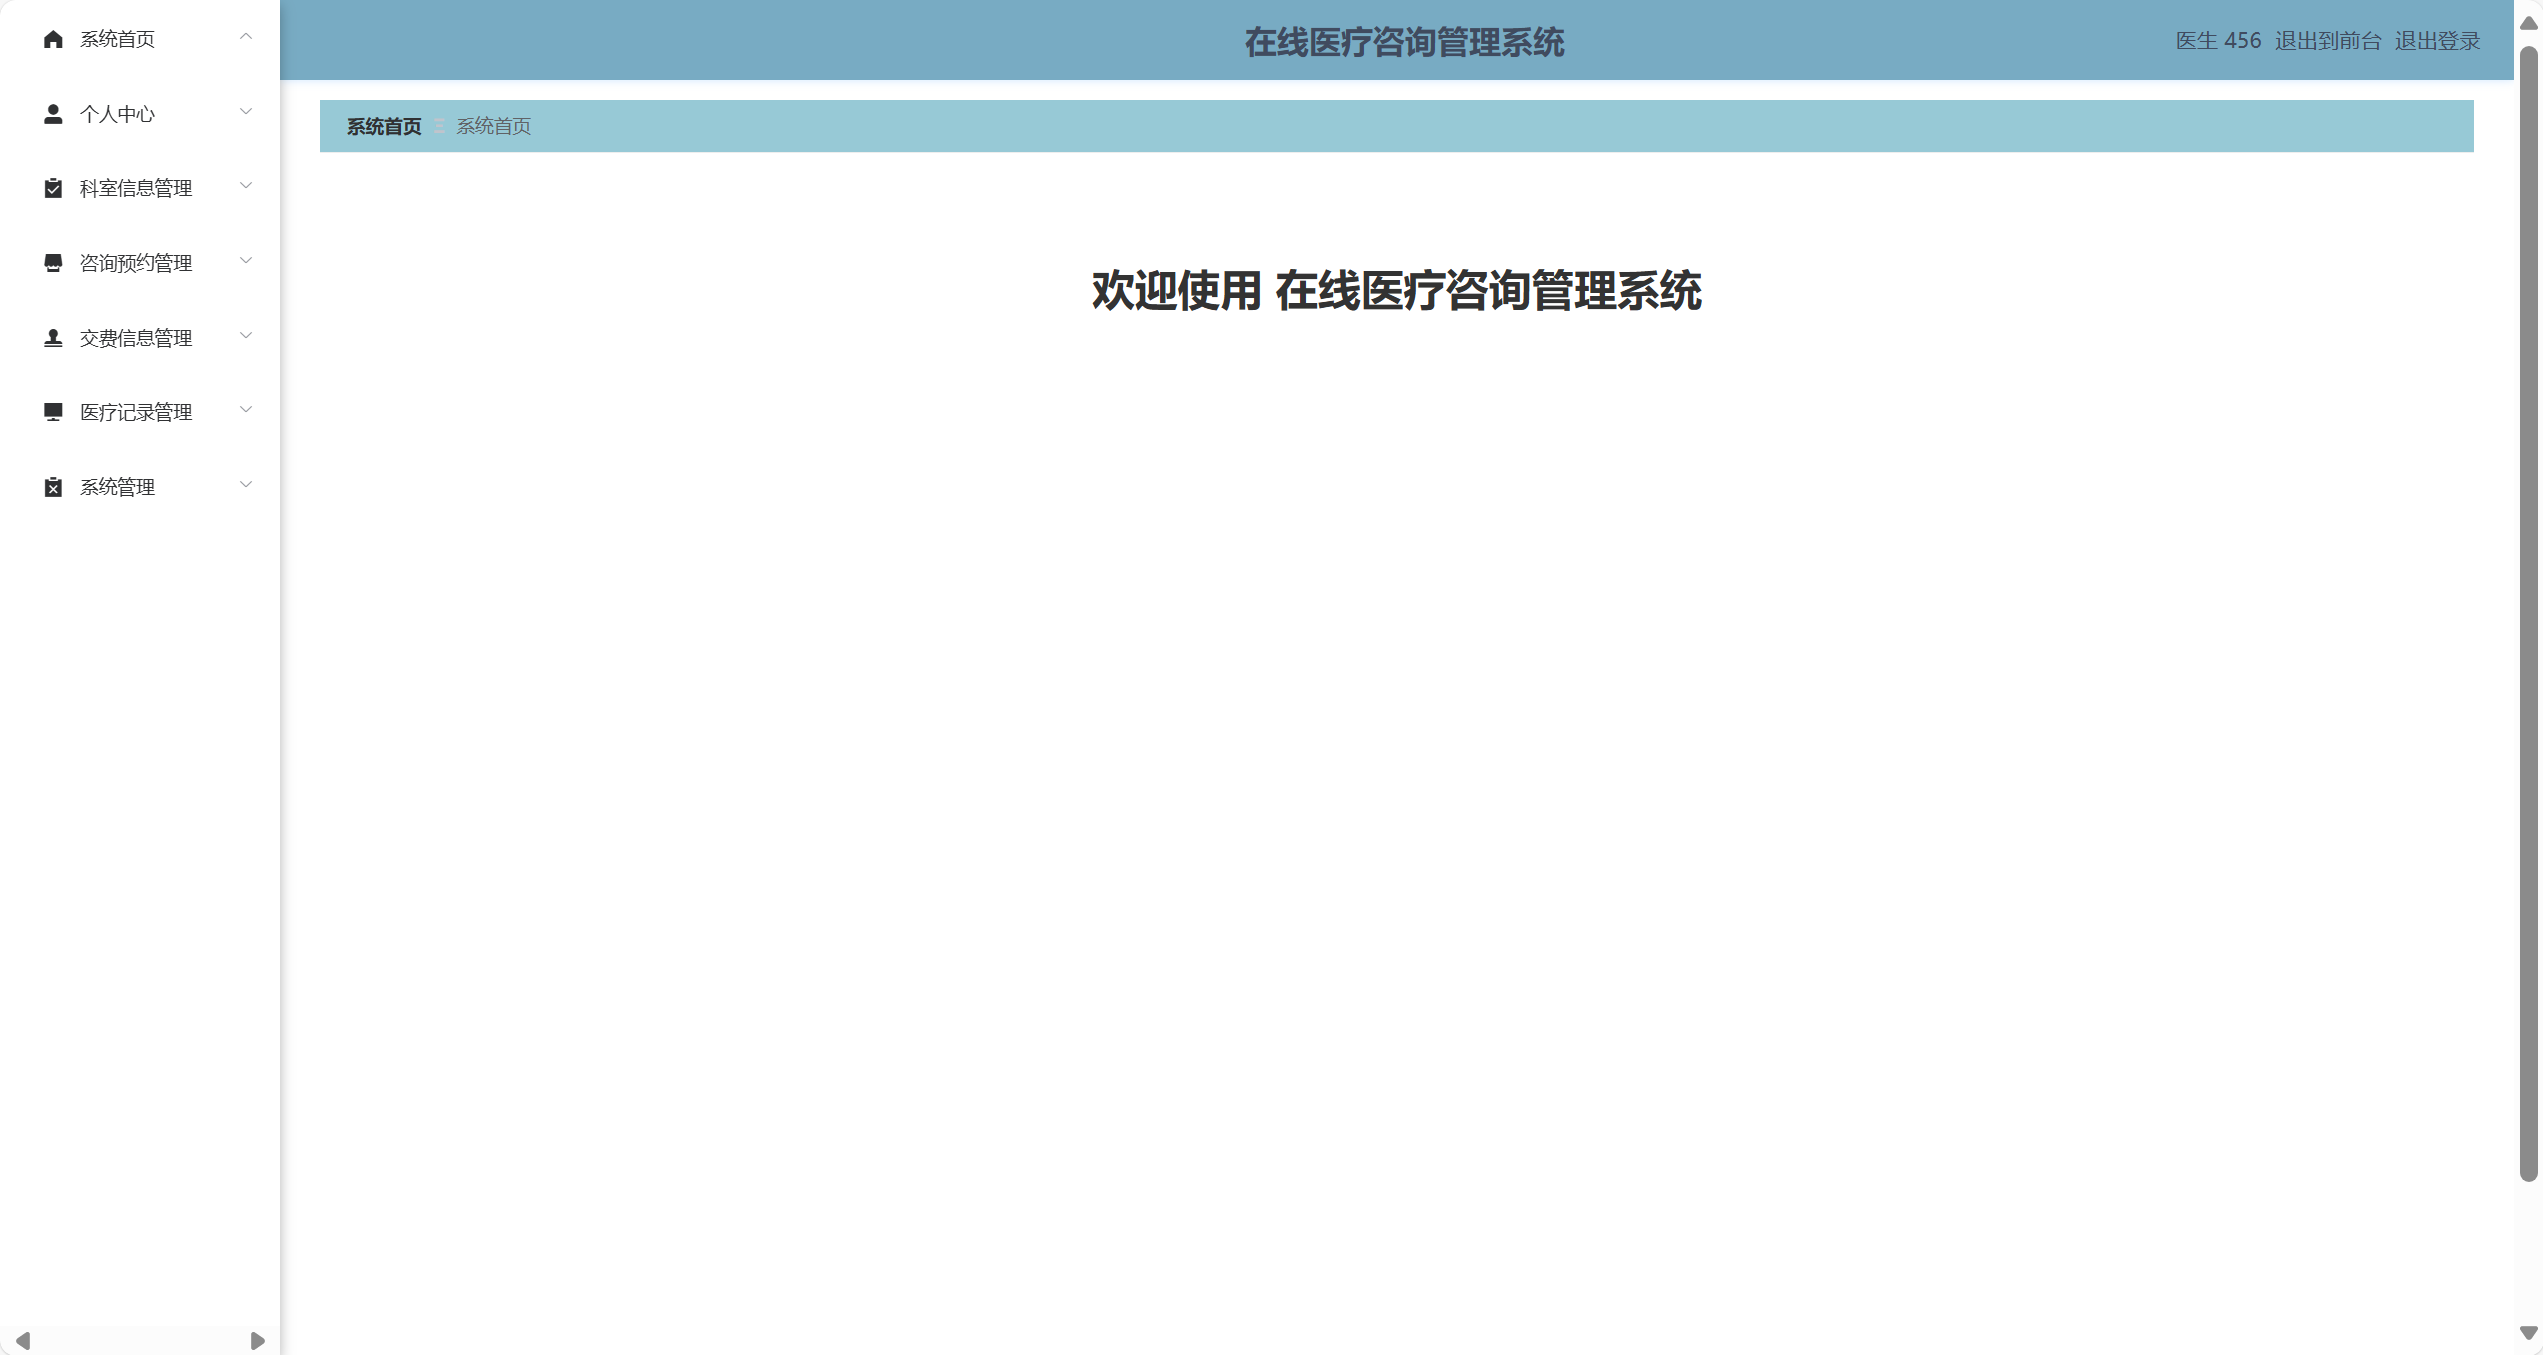 系统首页
个人中心
科室信息管理
咨询预约管理
交费信息管理
医疗记录管理
系统管理
在线医疗咨询管理系统
医生 456 退出到前台 退出登录
系统首页 Ξ 系统首页
欢迎使用 在线医疗咨询管理系统